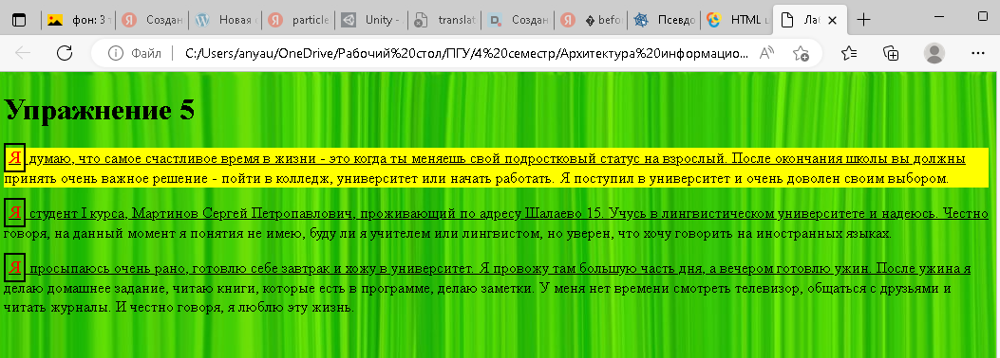 фон: 3 т
Создан
Новая
particle
Unity -
translat
Создан
� befor
Псевдо
HTML ц
Лаб
Файл
C:/Users/anyau/OneDrive/Рабочий%20стол/ПГУ/4%20семестр/Архитектура%20информацио...
Упражнение 5
Я думаю, что самое счастливое время в жизни - это когда ты меняешь свой подростковый статус на взрослый. После окончания школы вы должны
принять очень важное решение - пойти в колледж, университет или начать работать. Я поступил в университет и очень доволен своим выбором.
Я студент I курса, Мартинов Сергей Петропавлович, проживающий по адресу Шалаево 15. Учусь в лингвистическом университете и надеюсь. Честно
говоря, на данный момент я понятия не имею, буду ли я учителем или лингвистом, но уверен, что хочу говорить на иностранных языках.
Я просыпаюсь очень рано, готовлю себе завтрак и хожу в университет. Я провожу там большую часть дня, а вечером готовлю ужин. После ужина я
делаю домашнее задание, читаю книги, которые есть в программе, делаю заметки. У меня нет времени смотреть телевизор, общаться с друзьями и
читать журналы. И честно говоря, я люблю эту жизнь.